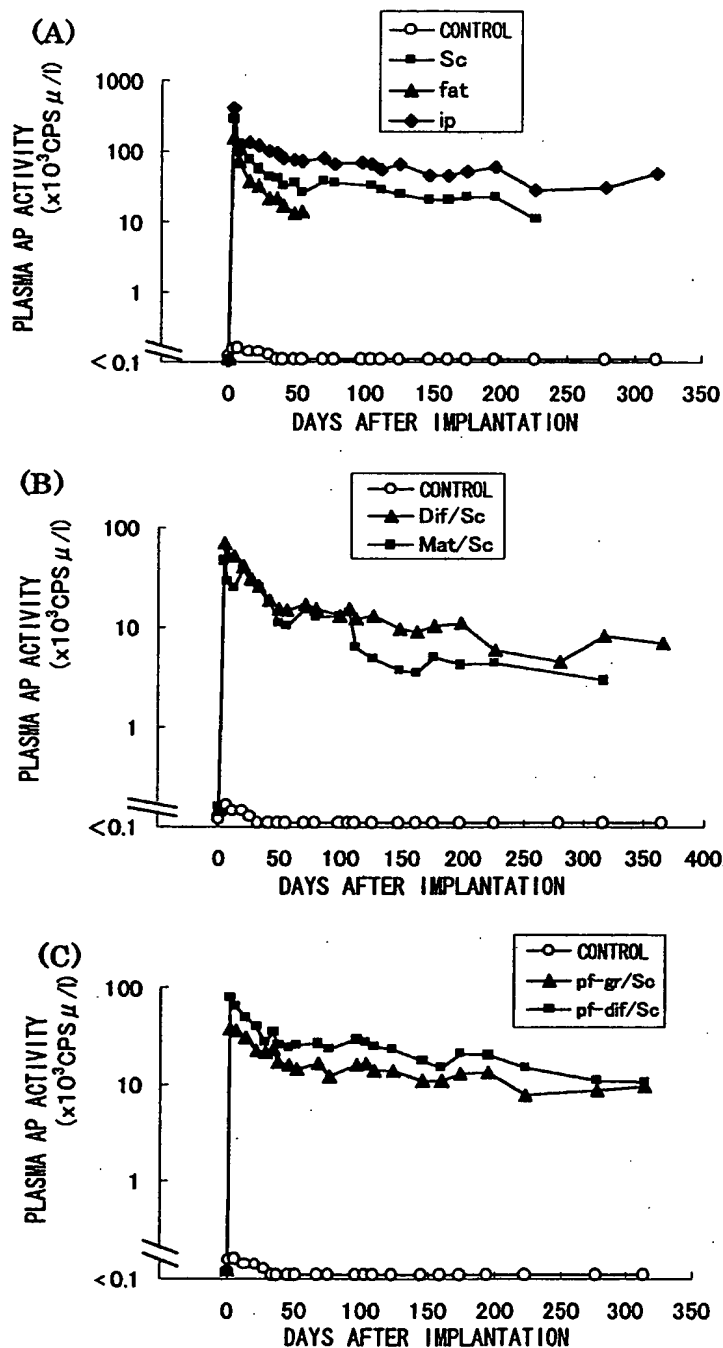 (A)
CONTROL
Sc
fat
ip
PLASMA AP ACTIVITY
(x10³CPSμ/l)
1000
100
10
1
<0.1
0 50 100 150 200 250 300 350
DAYS AFTER IMPLANTATION
(B)
CONTROL
Dif/Sc
Mat/Sc
PLASMA AP ACTIVITY
(x10³CPSμ/l)
100
10
1
<0.1
0 50 100 150 200 250 300 350 400
DAYS AFTER IMPLANTATION
(C)
CONTROL
pf-gr/Sc
pf-dif/Sc
PLASMA AP ACTIVITY
(x10³CPSμ/l)
100
10
1
<0.1
0 50 100 150 200 250 300 350
DAYS AFTER IMPLANTATION